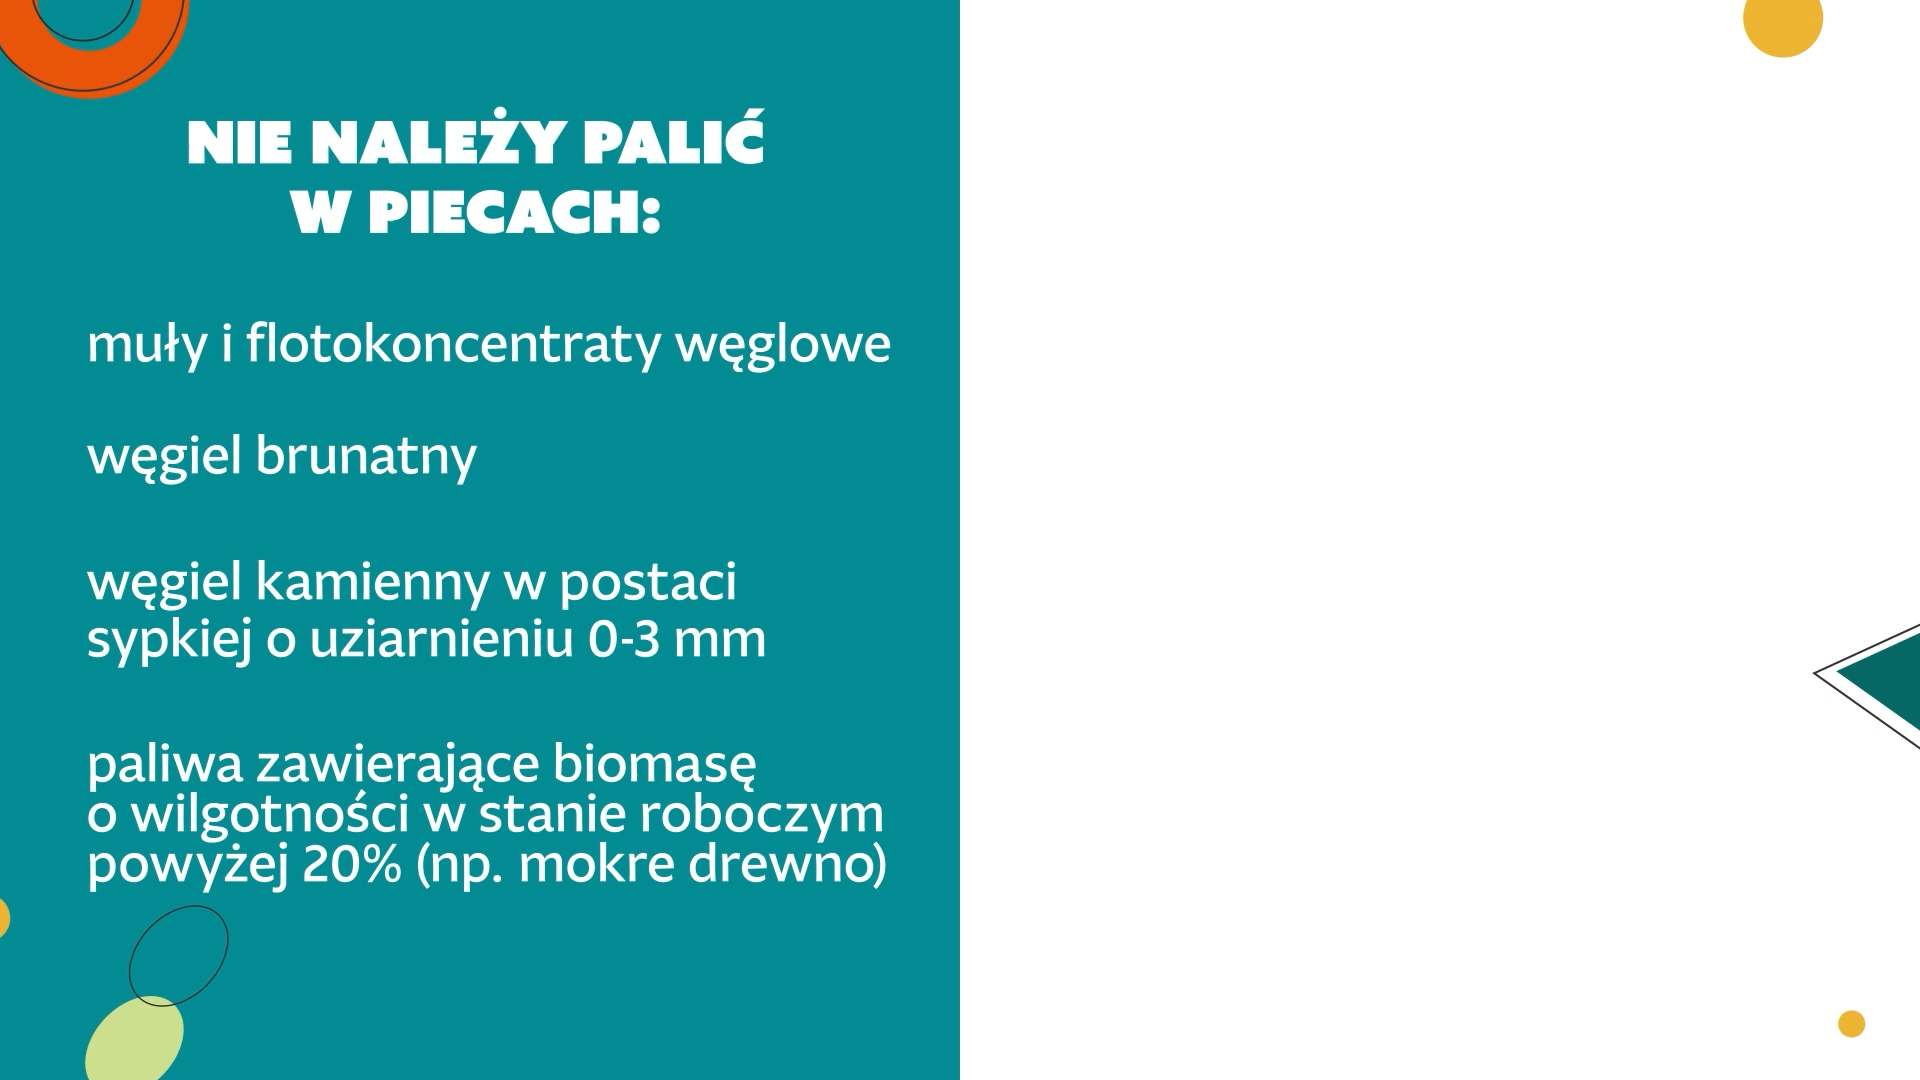 NIE NALEŻY PALIĆ
W PIECACH:
muły i flotokoncentraty węglowe
węgiel brunatny
węgiel kamienny w postaci
sypkiej o uziarnieniu 0-3 mm
paliwa zawierające biomasę
o wilgotności w stanie roboczym
powyżej 20% (np. mokre drewno)